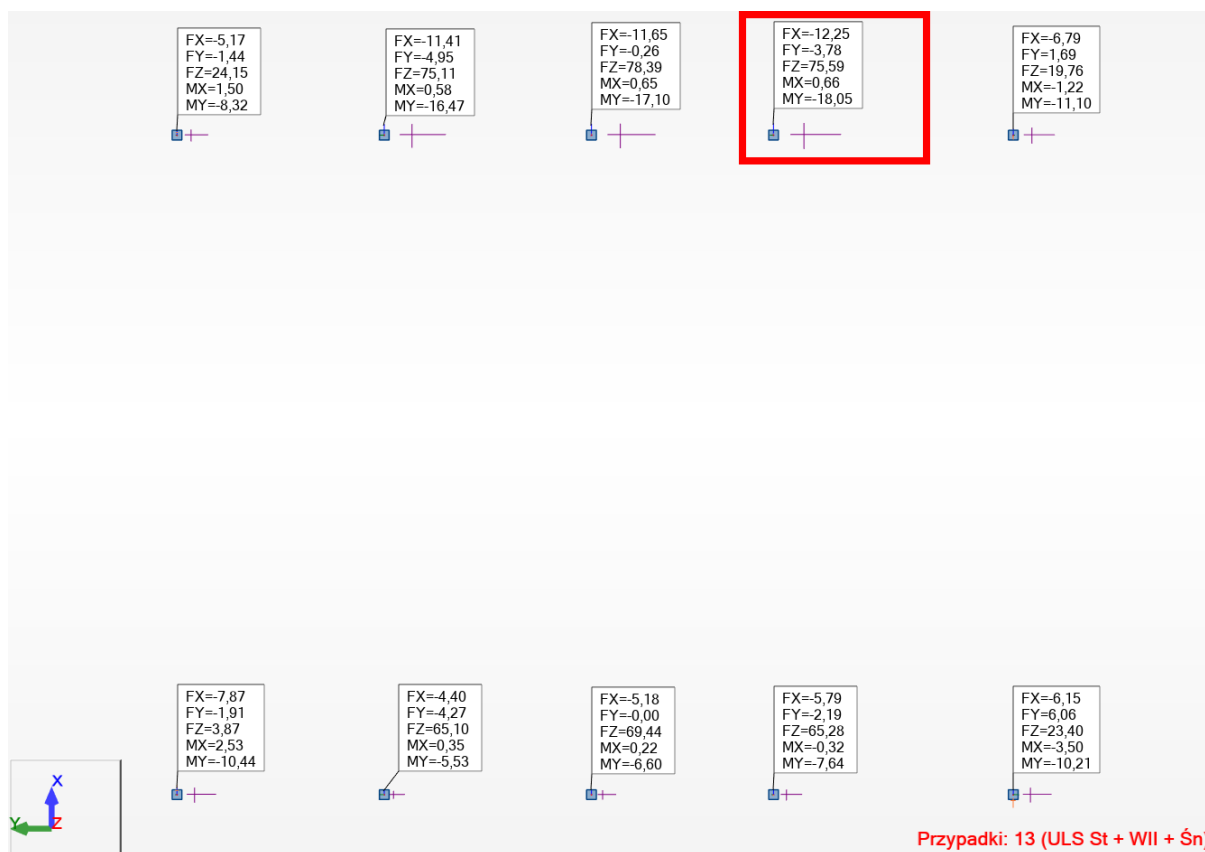 FX=-5,17
FY=-1,44
FZ=24,15
MX=1,50
MY=-8,32
FX=-11,41
FY=-4,95
FZ=75,11
MX=0,58
MY=-16,47
FX=-11,65
FY=-0,26
FZ=78,39
MX=0,65
MY=-17,10
FX=-12,25
FY=-3,78
FZ=75,59
MX=0,66
MY=-18,05
FX=-6,79
FY=1,69
FZ=19,76
MX=-1,22
MY=-11,10
FX=-7,87
FY=-1,91
FZ=3,87
MX=2,53
MY=-10,44
FX=-4,40
FY=-4,27
FZ=65,10
MX=0,35
MY=-5,53
FX=-5,18
FY=-0,00
FZ=69,44
MX=0,22
MY=-6,60
FX=-5,79
FY=-2,19
FZ=65,28
MX=-0,32
MY=-7,64
FX=-6,15
FY=6,06
FZ=23,40
MX=-3,50
MY=-10,21
X
Y
Z
Przypadki: 13 (ULS St + WII + Śn)